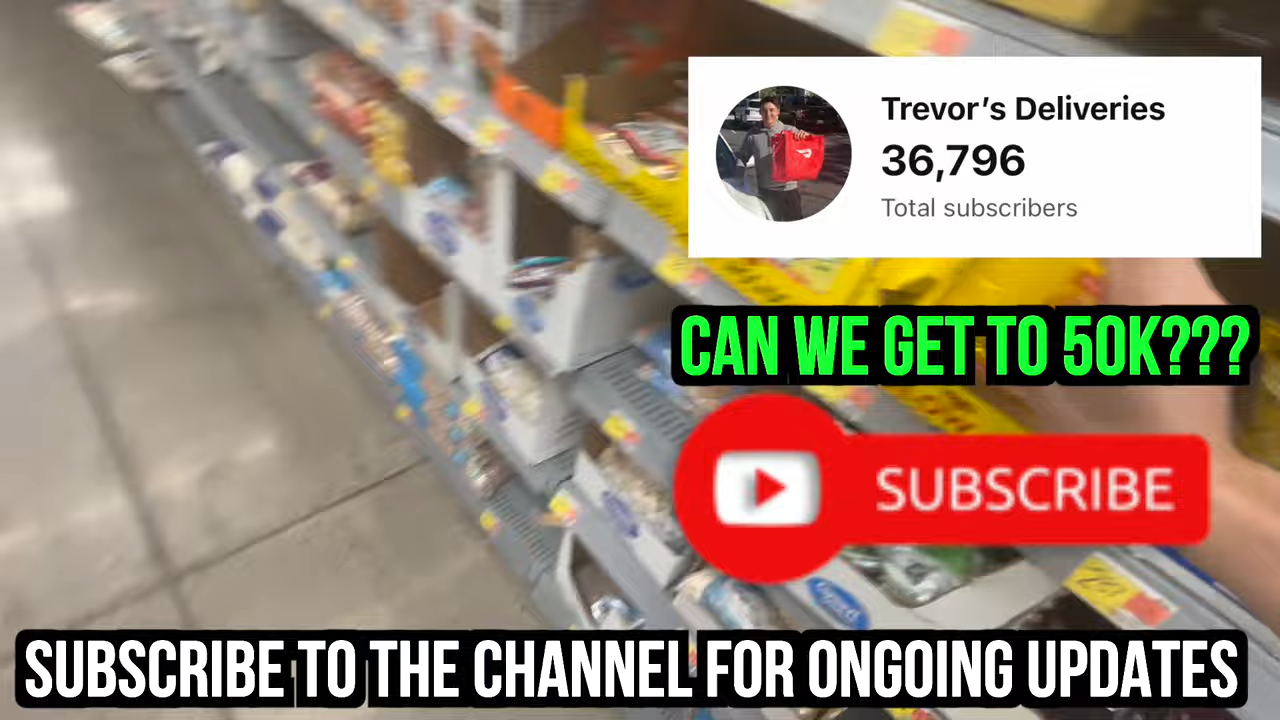 Trevor’s Deliveries
36,796
Total subscribers
CAN WE GET TO 50K???
SUBSCRIBE
SUBSCRIBE TO THE CHANNEL FOR ONGOING UPDATES